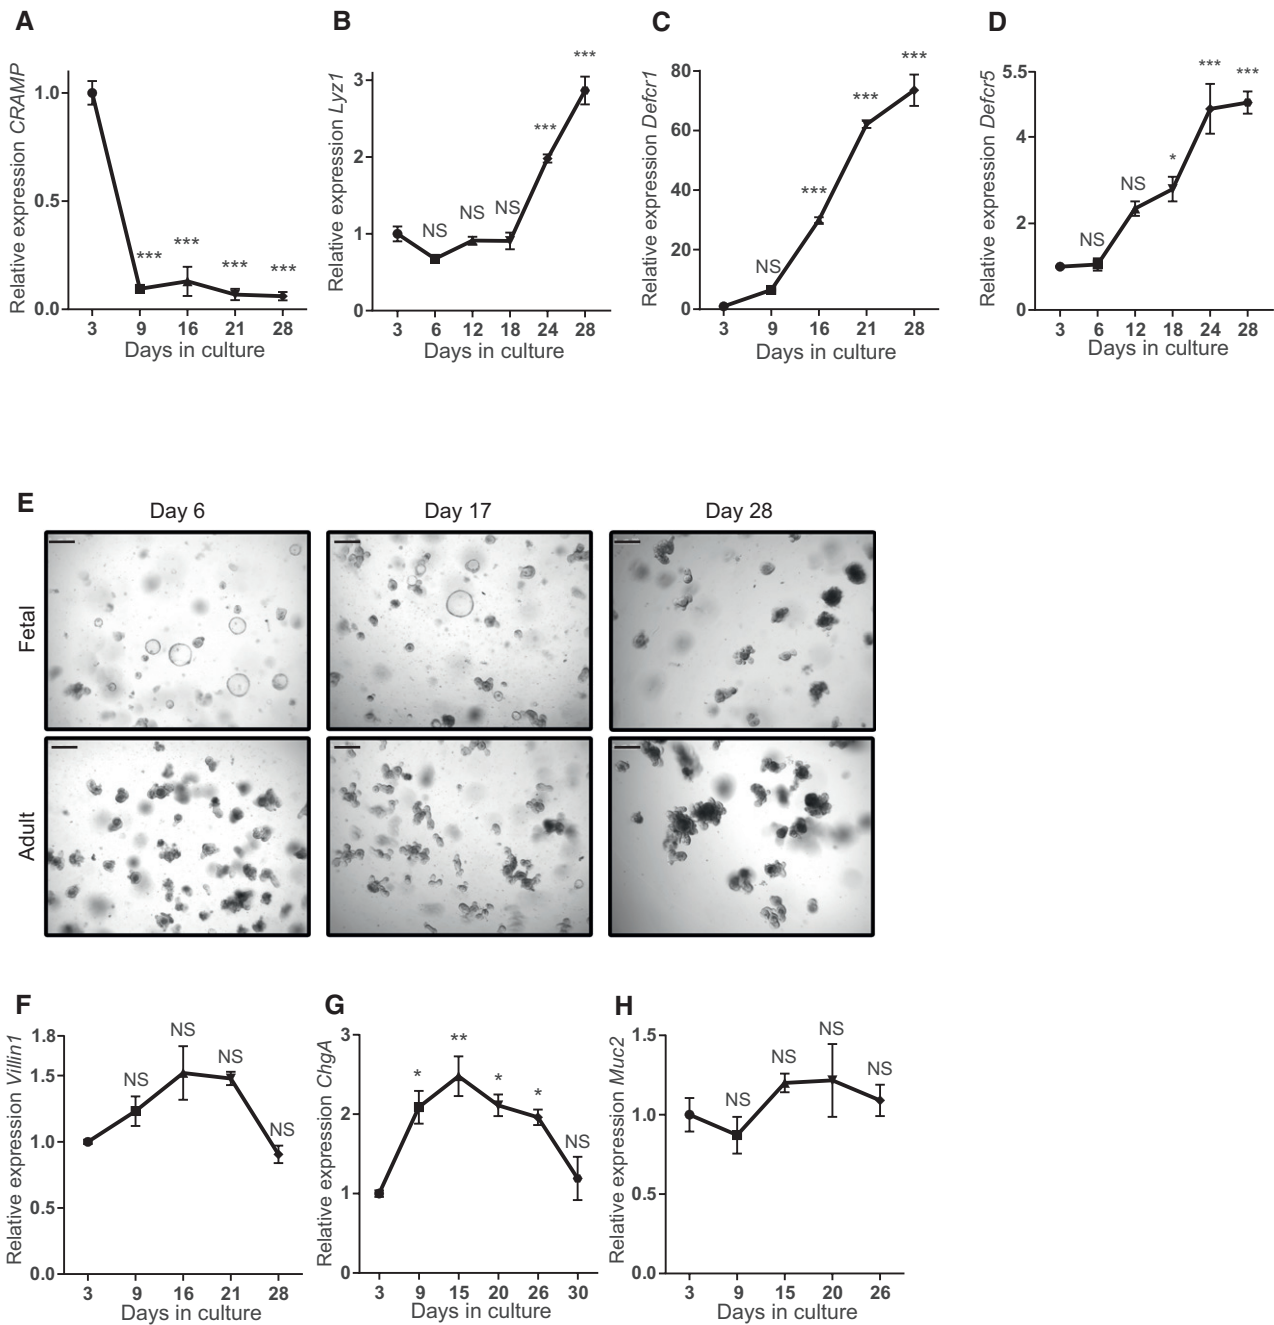 A
Relative expression CRAMP
1.0
0.5
0.0
***
***
***
***
3 9 16 21 28
Days in culture
B
Relative expression Lyz1
3
2
1
0
NS
NS
NS
***
***
3 6 12 18 24 28
Days in culture
C
Relative expression Defcr1
80
60
40
20
0
NS
***
***
***
3 9 16 21 28
Days in culture
D
Relative expression Defcr5
5.5
4
2
0
NS
NS
*
***
***
3 6 12 18 24 28
Days in culture
E
Day 6 Day 17 Day 28
Fetal
Adult
F
Relative expression Villin1
1.8
1.5
1.0
0.5
0.0
NS
NS
NS
NS
3 9 16 21 28
Days in culture
G
Relative expression ChgA
3
2
1
0
*
**
*
*
NS
3 9 15 20 26 30
Days in culture
H
Relative expression Muc2
1.5
1.0
0.5
0.0
NS
NS
NS
NS
3 9 15 20 26
Days in culture